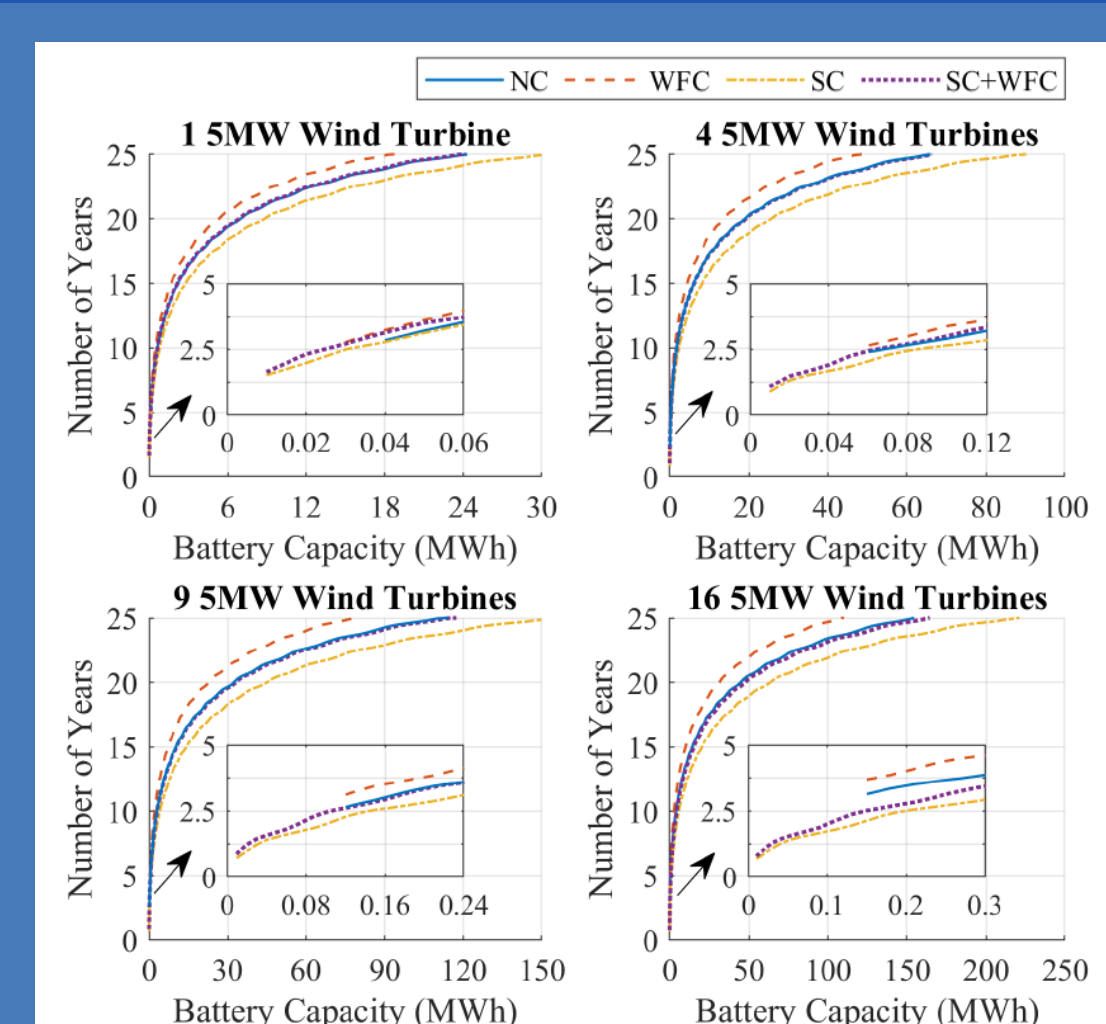 NC WFC SC SC+WFC
1 5MW Wind Turbine
4 5MW Wind Turbines
25
20
15
10
5
0
Number of Years
5
2.5
0
0 0.02 0.04 0.06
0 6 12 18 24 30
Battery Capacity (MWh)
25
20
15
10
5
0
Number of Years
5
2.5
0
0 0.04 0.08 0.12
0 20 40 60 80 100
Battery Capacity (MWh)
9 5MW Wind Turbines
16 5MW Wind Turbines
25
20
15
10
5
0
Number of Years
5
2.5
0
0 0.08 0.16 0.24
0 30 60 90 120 150
Battery Capacity (MWh)
25
20
15
10
5
0
Number of Years
5
2.5
0
0 0.1 0.2 0.3
0 50 100 150 200 250
Battery Capacity (MWh)